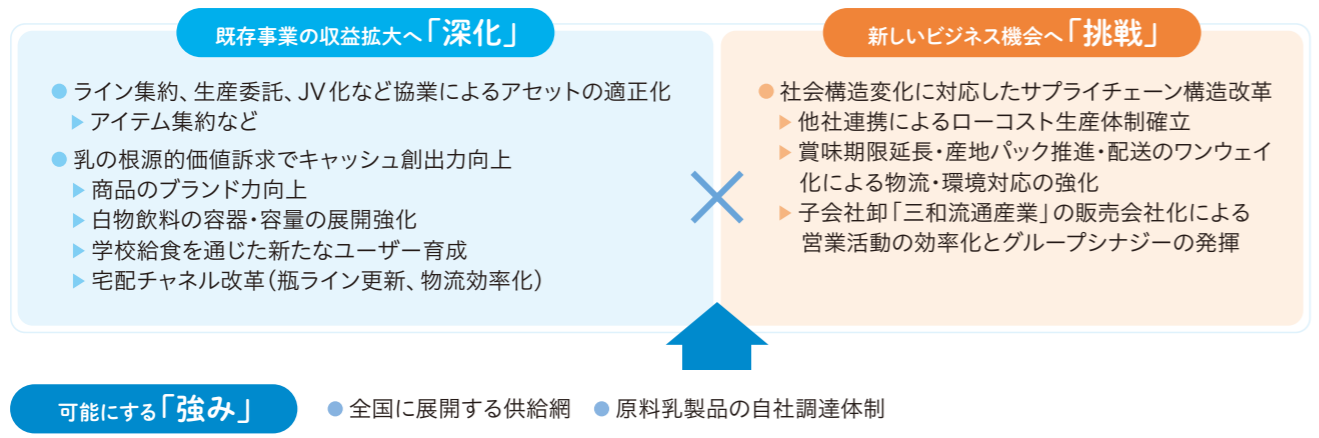 既存事業の収益拡大へ「深化」
● ライン集約、生産委託、JV化など協業によるアセットの適正化
▶ アイテム集約など
● 乳の根源的価値訴求でキャッシュ創出力向上
▶ 商品のブランド力向上
▶ 白物飲料の容器・容量の展開強化
▶ 学校給食を通じた新たなユーザー育成
▶ 宅配チャネル改革（瓶ライン更新、物流効率化）
×
新しいビジネス機会へ「挑戦」
● 社会構造変化に対応したサプライチェーン構造改革
▶ 他社連携によるローコスト生産体制確立
▶ 賞味期限延長・産地パック推進・配送のワンウェイ
化による物流・環境対応の強化
▶ 子会社卸「三和流通産業」の販売会社化による
営業活動の効率化とグループシナジーの発揮
可能にする「強み」
● 全国に展開する供給網 ● 原料乳製品の自社調達体制